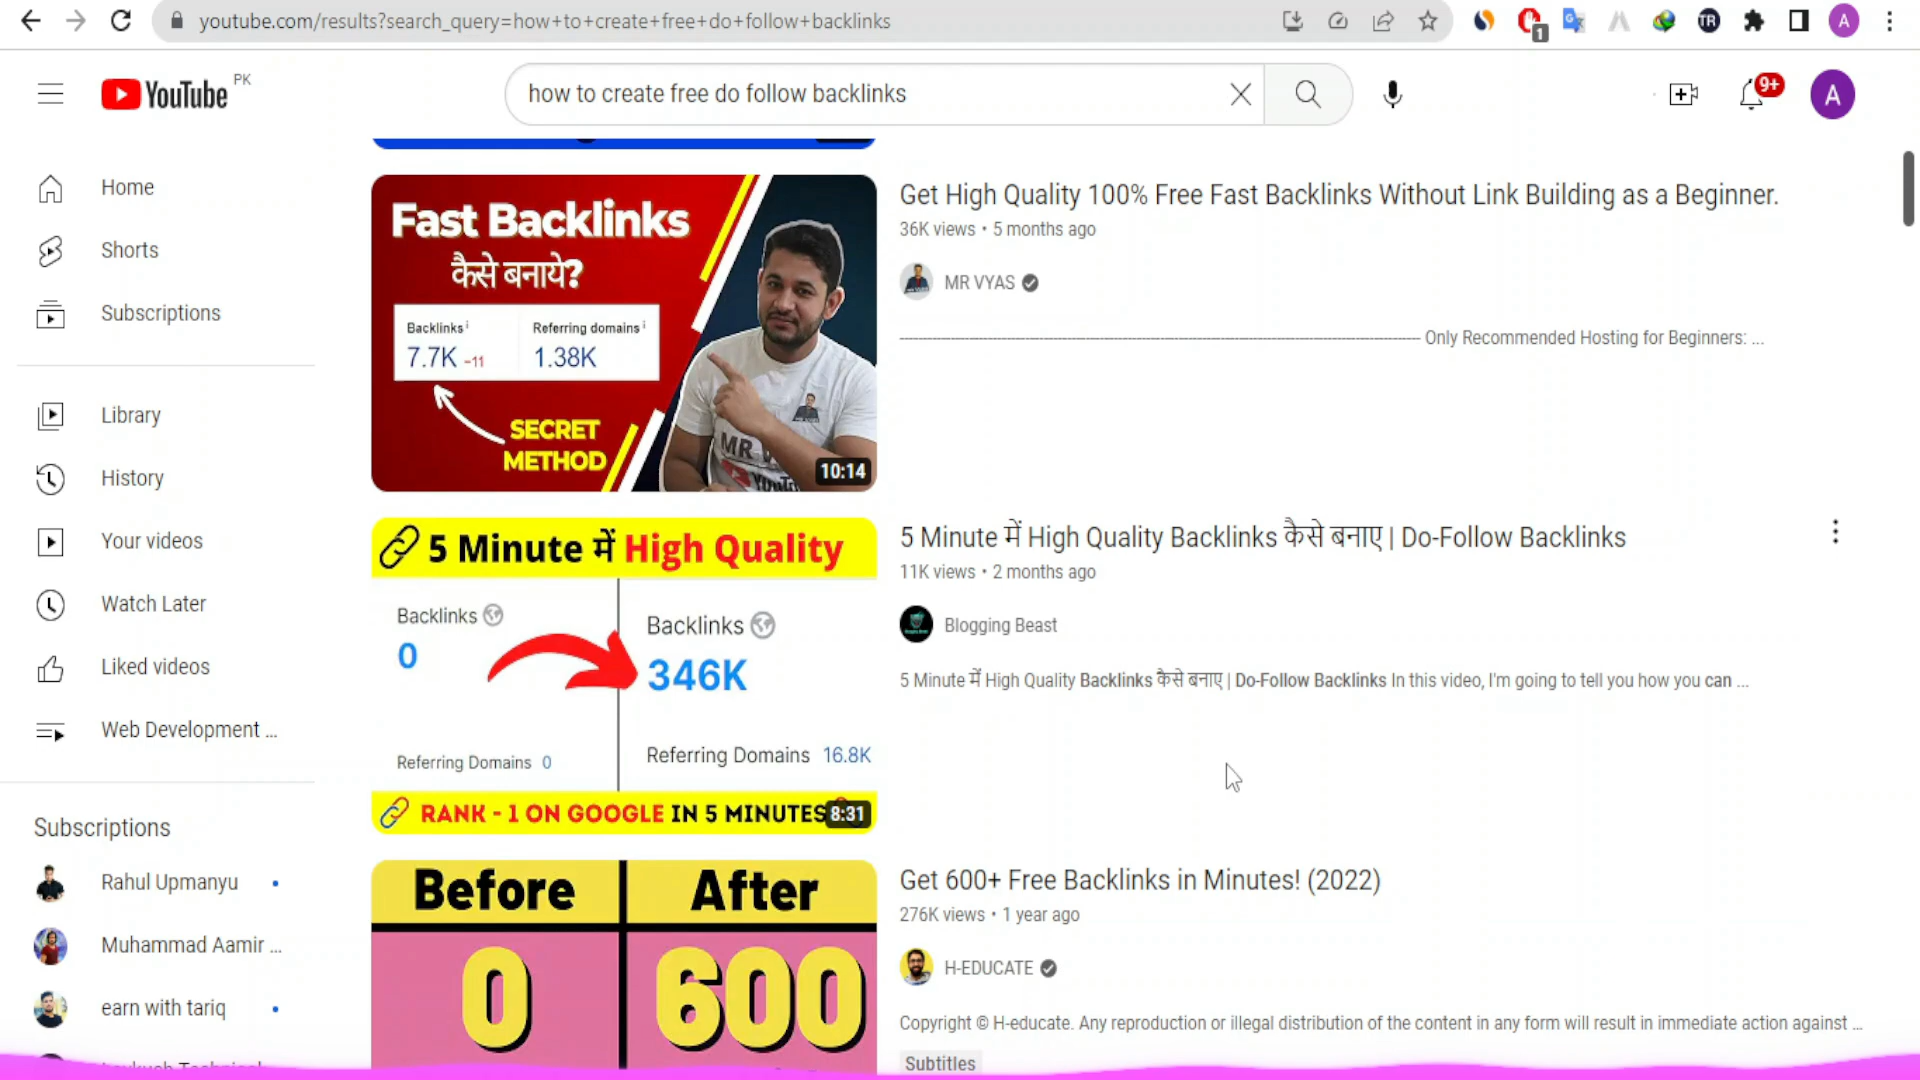 youtube.com/results?search_query=how+to+create+free+do+follow+backlinks
1
TR
A
YouTube PK
how to create free do follow backlinks
9+
A
Home
Shorts
Subscriptions
Library
History
Your videos
Watch Later
Liked videos
Web Development ...
Subscriptions
Rahul Upmanyu
Muhammad Aamir ...
earn with tariq
Fast Backlinks
कैसे बनाये?
Backlinks i
Referring domains i
7.7K -11
1.38K
SECRET
METHOD
MR
10:14
Get High Quality 100% Free Fast Backlinks Without Link Building as a Beginner.
36K views • 5 months ago
MR VYAS
Only Recommended Hosting for Beginners: ...
5 Minute में High Quality
Backlinks
0
Backlinks
346K
Referring Domains 0
Referring Domains 16.8K
RANK - 1 ON GOOGLE IN 5 MINUTES
8:31
5 Minute में High Quality Backlinks कैसे बनाए | Do-Follow Backlinks
11K views • 2 months ago
Blogging Beast
5 Minute में High Quality Backlinks कैसे बनाए | Do-Follow Backlinks In this video, I'm going to tell you how you can ...
Before
After
0
600
Get 600+ Free Backlinks in Minutes! (2022)
276K views • 1 year ago
H-EDUCATE
Copyright © H-educate. Any reproduction or illegal distribution of the content in any form will result in immediate action against ...
Subtitles